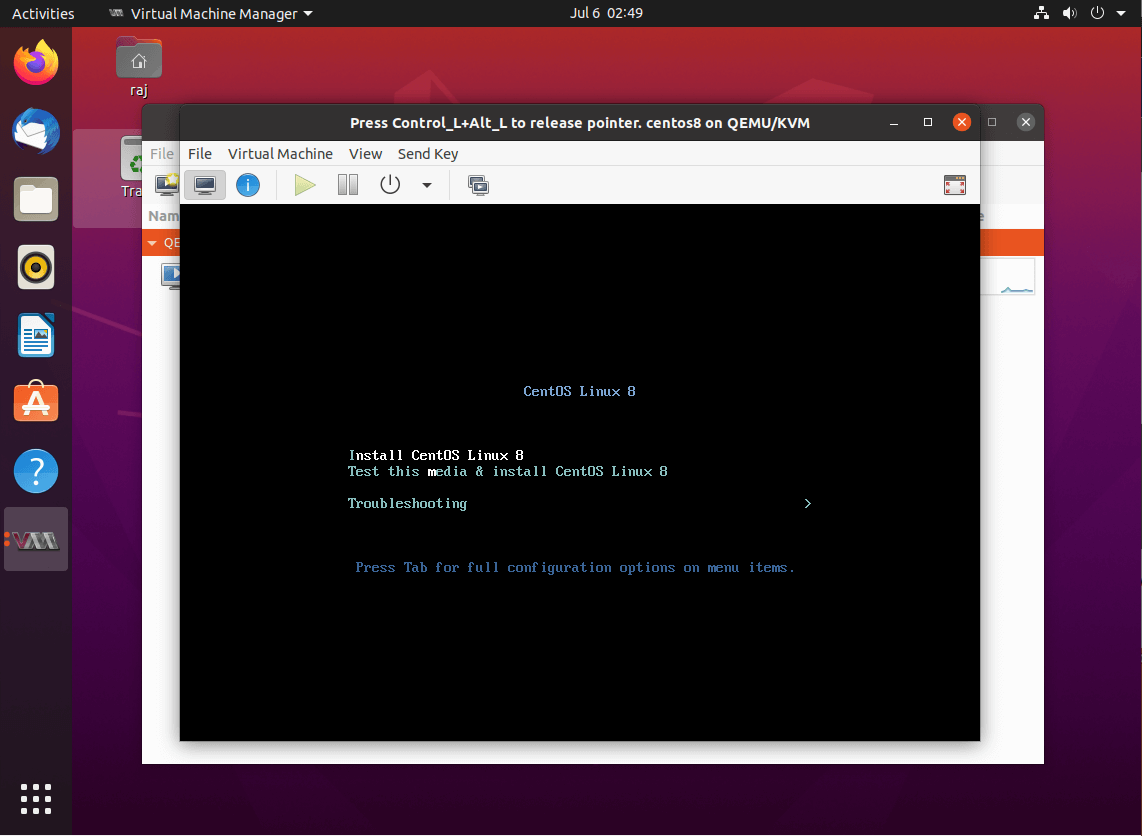 Activities Virtual Machine Manager Jul 6 02:49
raj
Press Control_L+Alt_L to release pointer. centos8 on QEMU/KVM
File File Virtual Machine View Send Key
Tra
Nam e
QE
CentOS Linux 8
Install CentOS Linux 8
Test this media & install CentOS Linux 8
Troubleshooting >
Press Tab for full configuration options on menu items.